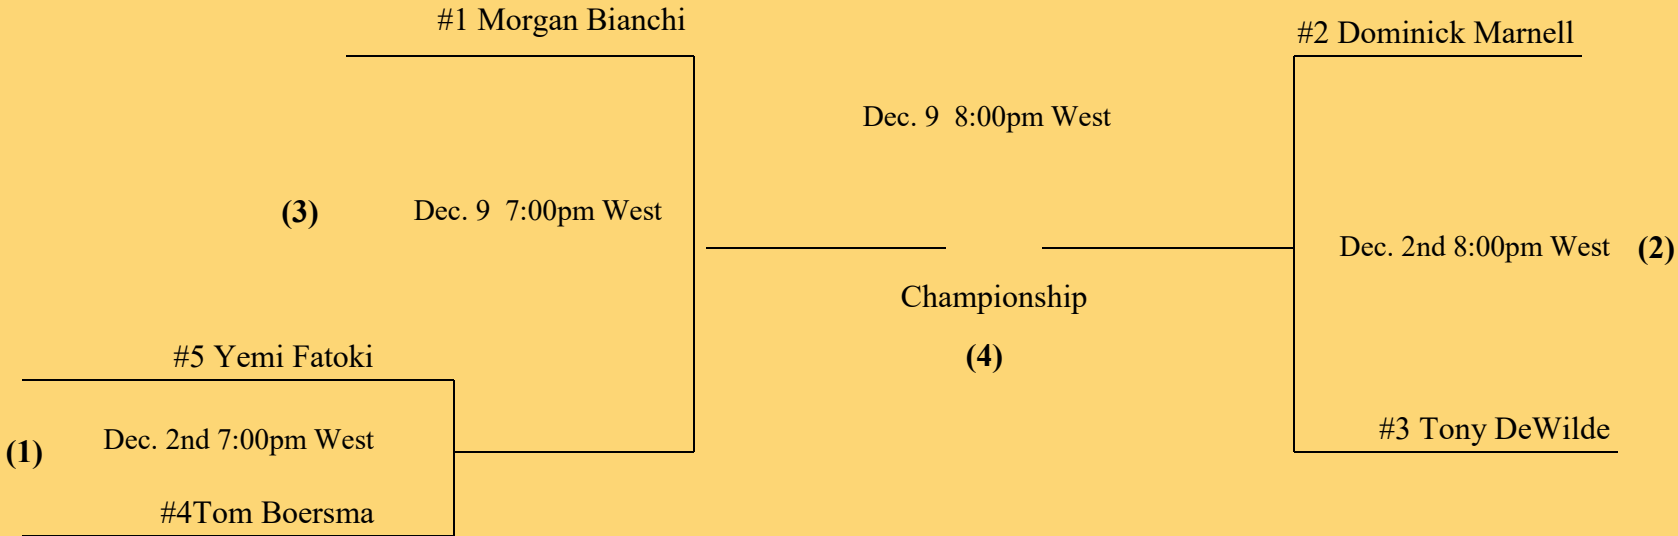 #1 Morgan Bianchi
#2 Dominick Marnell
Dec. 9  8:00pm West
(3)
Dec. 9  7:00pm West
Dec. 2nd 8:00pm West
(2)
Championship
(4)
#5 Yemi Fatoki
#3 Tony DeWilde
(1)
Dec. 2nd 7:00pm West
#4Tom Boersma